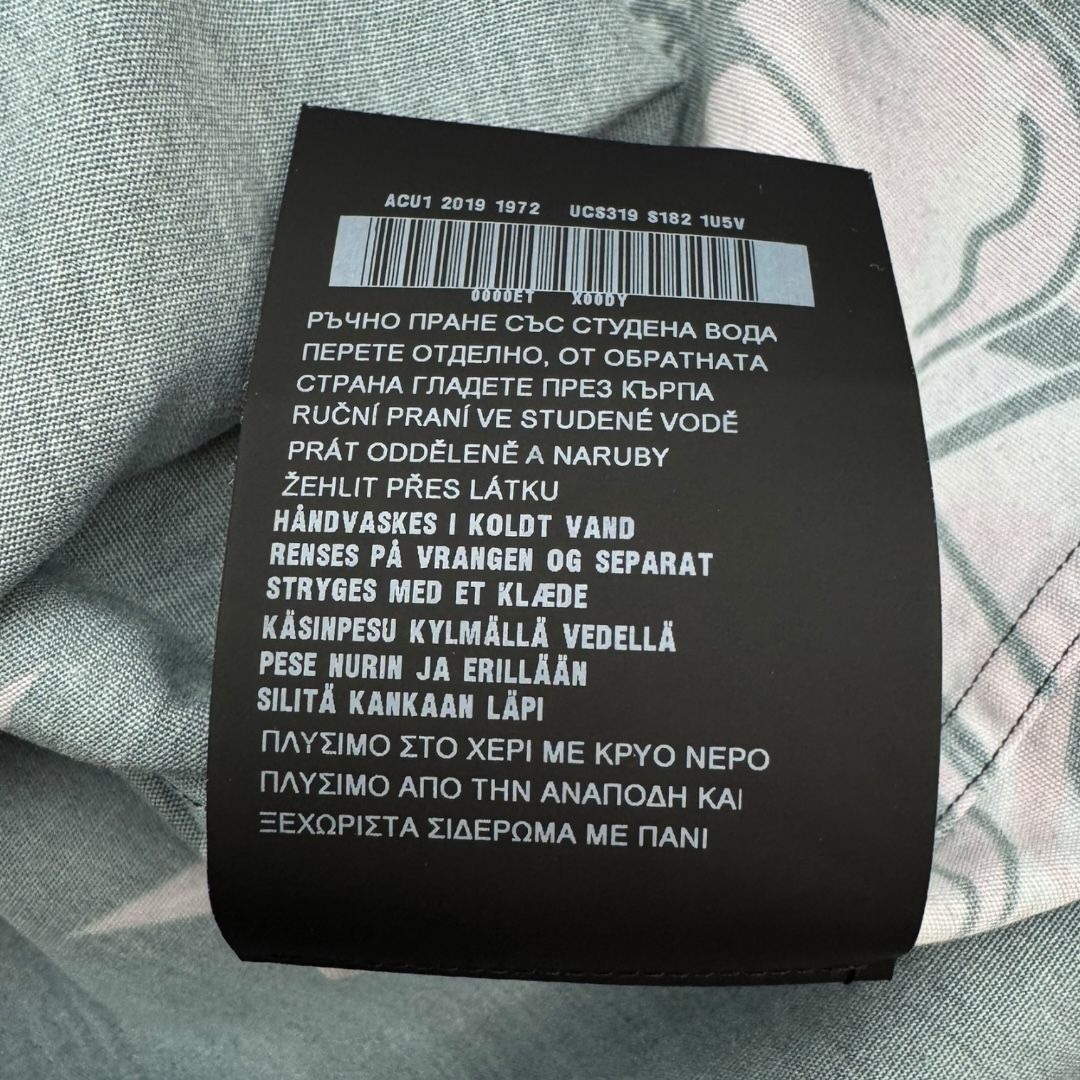 ACU1 2019 1972 UCS319 S182 1U5V
0000ET X00DY
РЪЧНО ПРАНЕ СЪС СТУДЕНА ВОДА
ПЕРЕТЕ ОТДЕЛНО, ОТ ОБРАТНАТА
СТРАНА ГЛАДЕТЕ ПРЕЗ КЪРПА
RUČNÍ PRANÍ VE STUDENÉ VODĚ
PRÁT ODDĚLENĚ A NARUBY
ŽEHLIT PŘES LÁTKU
HÅNDVASKES I KOLDT VAND
RENSES PÅ VRANGEN OG SEPARAT
STRYGES MED ET KLÆDE
KÄSINPESU KYLMÄLLÄ VEDELLÄ
PESE NURIN JA ERILLÄÄN
SILITÄ KANKAAN LÄPI
ΠΛΥΣΙΜΟ ΣΤΟ ΧΕΡΙ ΜΕ ΚΡΥΟ ΝΕΡΟ
ΠΛΥΣΙΜΟ ΑΠΟ ΤΗΝ ΑΝΑΠΟΔΗ ΚΑΙ
ΞΕΧΩΡΙΣΤΑ ΣΙΔΕΡΩΜΑ ΜΕ ΠΑΝΙ